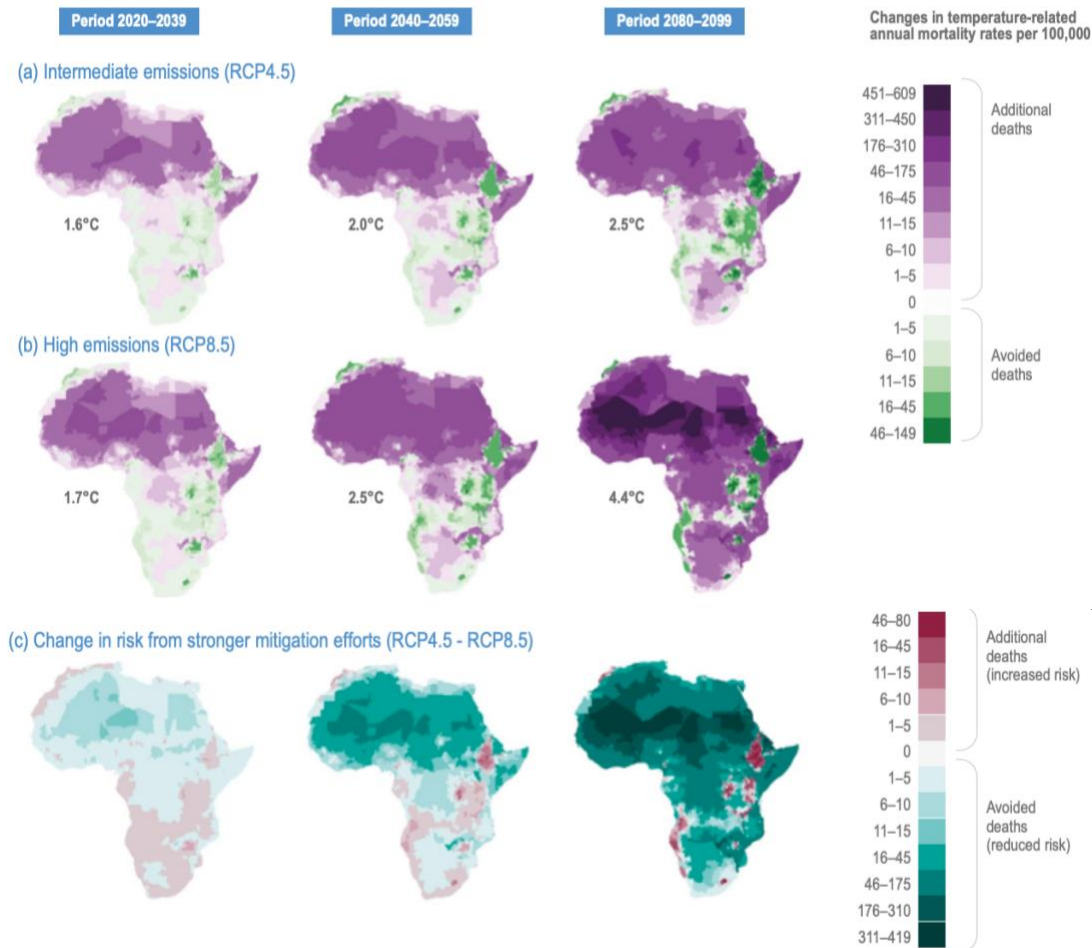 Period 2020–2039
Period 2040–2059
Period 2080–2099
Changes in temperature-related
annual mortality rates per 100,000
(a) Intermediate emissions (RCP4.5)
1.6°C
2.0°C
2.5°C
451–609
311–450
176–310
46–175
16–45
11–15
6–10
1–5
0
1–5
6–10
11–15
16–45
46–149
Additional
deaths
Avoided
deaths
(b) High emissions (RCP8.5)
1.7°C
2.5°C
4.4°C
(c) Change in risk from stronger mitigation efforts (RCP4.5 - RCP8.5)
46–80
16–45
11–15
6–10
1–5
0
1–5
6–10
11–15
16–45
46–175
176–310
311–419
Additional
deaths
(increased risk)
Avoided
deaths
(reduced risk)